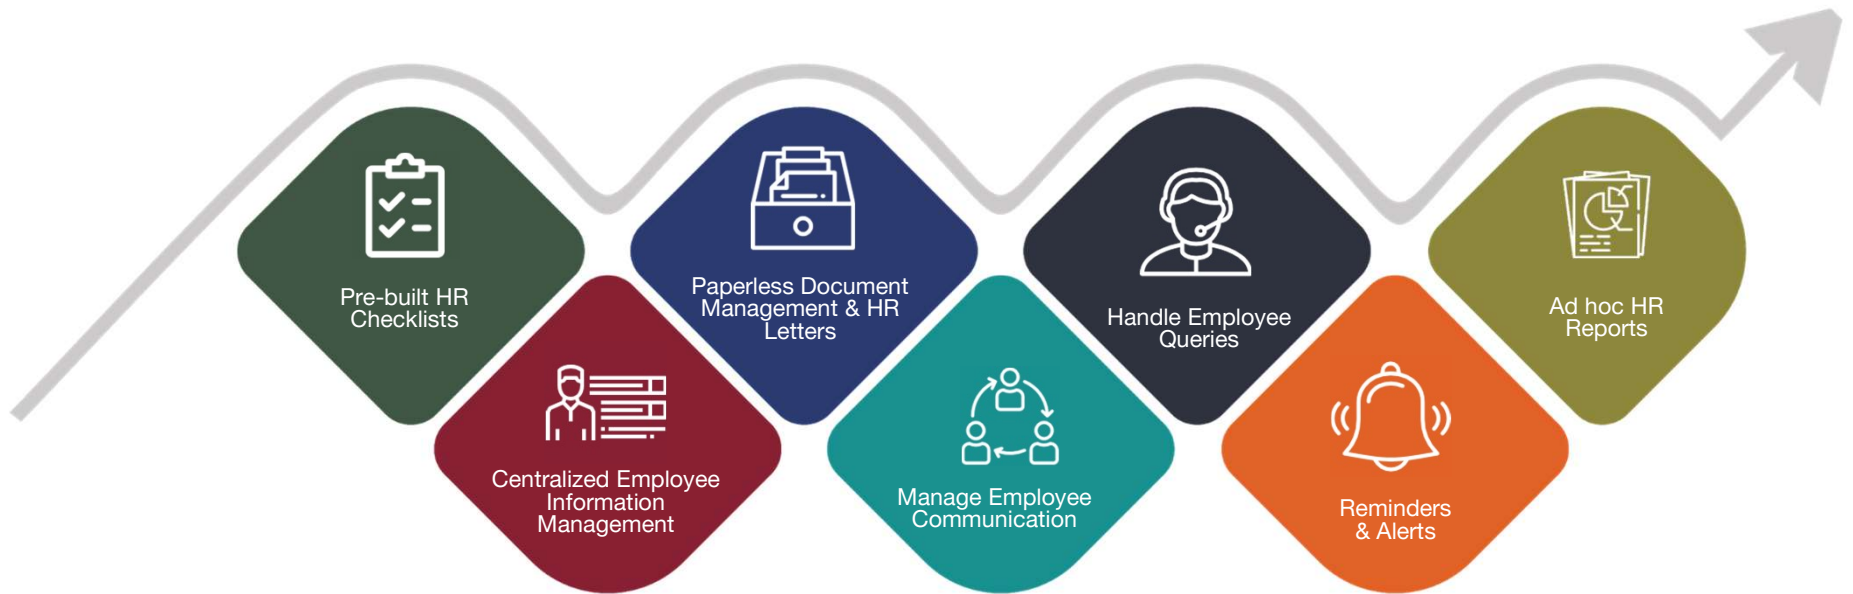 Pre-built HR
Checklists
Centralized Employee
Information
Management
Paperless Document
Management & HR
Letters
Manage Employee
Communication
Handle Employee
Queries
Reminders
& Alerts
Ad hoc HR
Reports